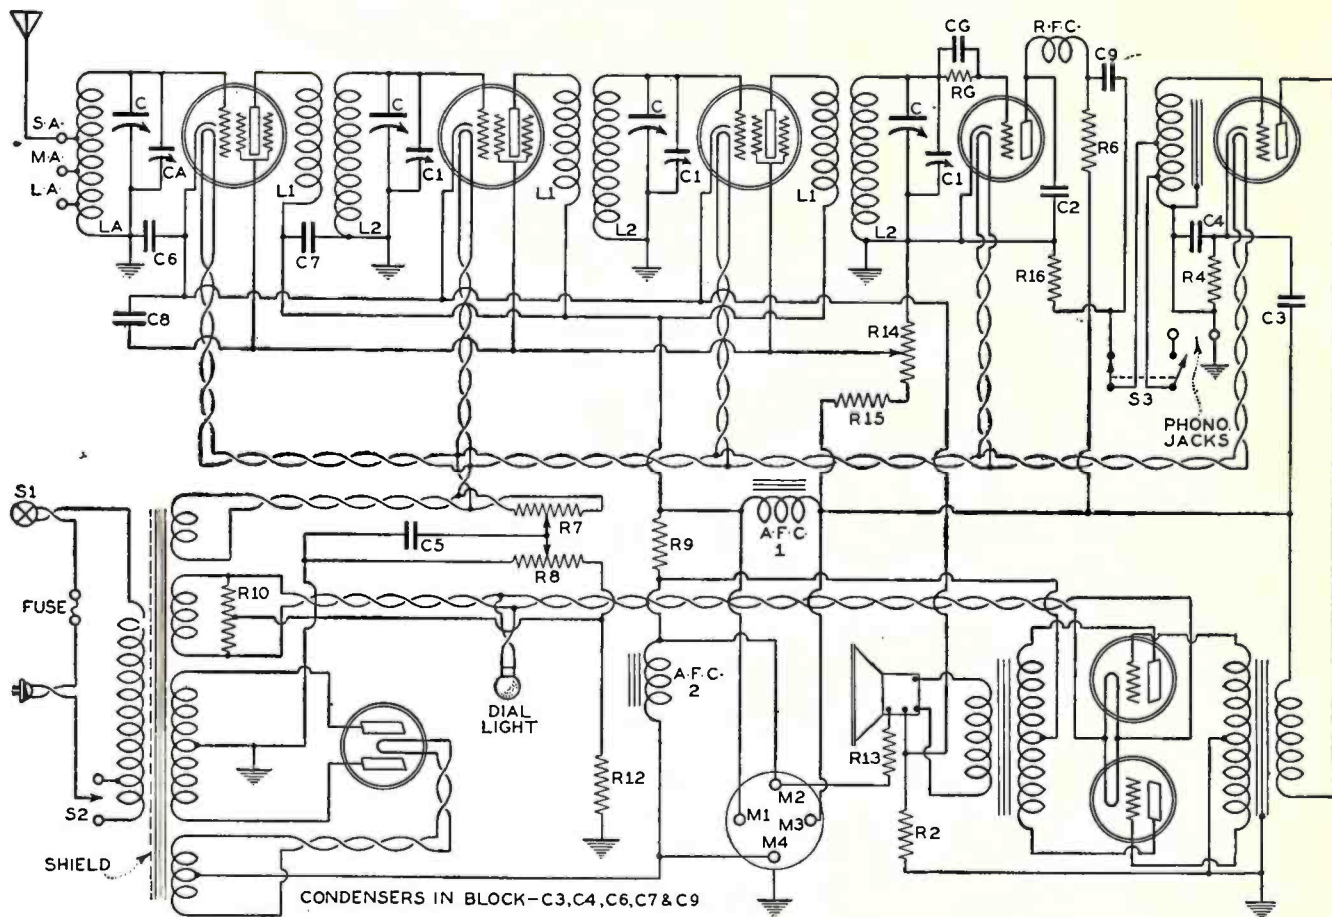 CG
R·F·C·
C9
C
C
C
C
RG
S·A·
M·A·
L·A·
CA
C1
C1
C1
R6
L1
L1
L1
C2
LA
C6
C7
L2
L2
L2
C4
R16
R4
C8
R14
C3
R15
S3
PHONO.
JACKS
S1
R7
C5
A·F·C·
1
R9
R8
FUSE
R10
A·F·C·
2
DIAL
LIGHT
R13
R12
M2
S2
M1
M3
R2
M4
SHIELD
CONDENSERS IN BLOCK-C3,C4,C6,C7&C9